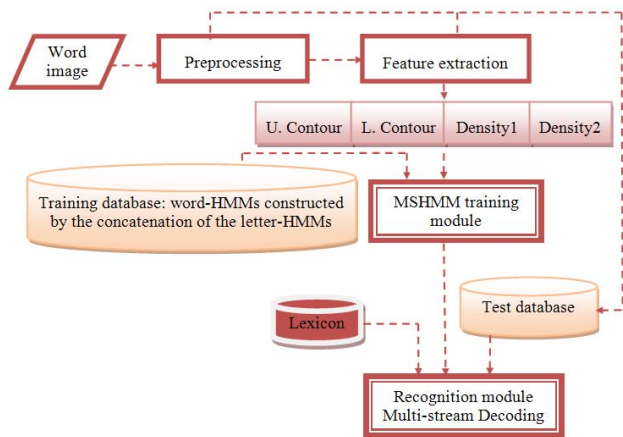 Word
image
Preprocessing
Feature extraction
U. Contour
L. Contour
Density1
Density2
Training database: word-HMMs constructed
by the concatenation of the letter-HMMs
MSHMM training
module
Test database
Lexicon
Recognition module
Multi-stream Decoding